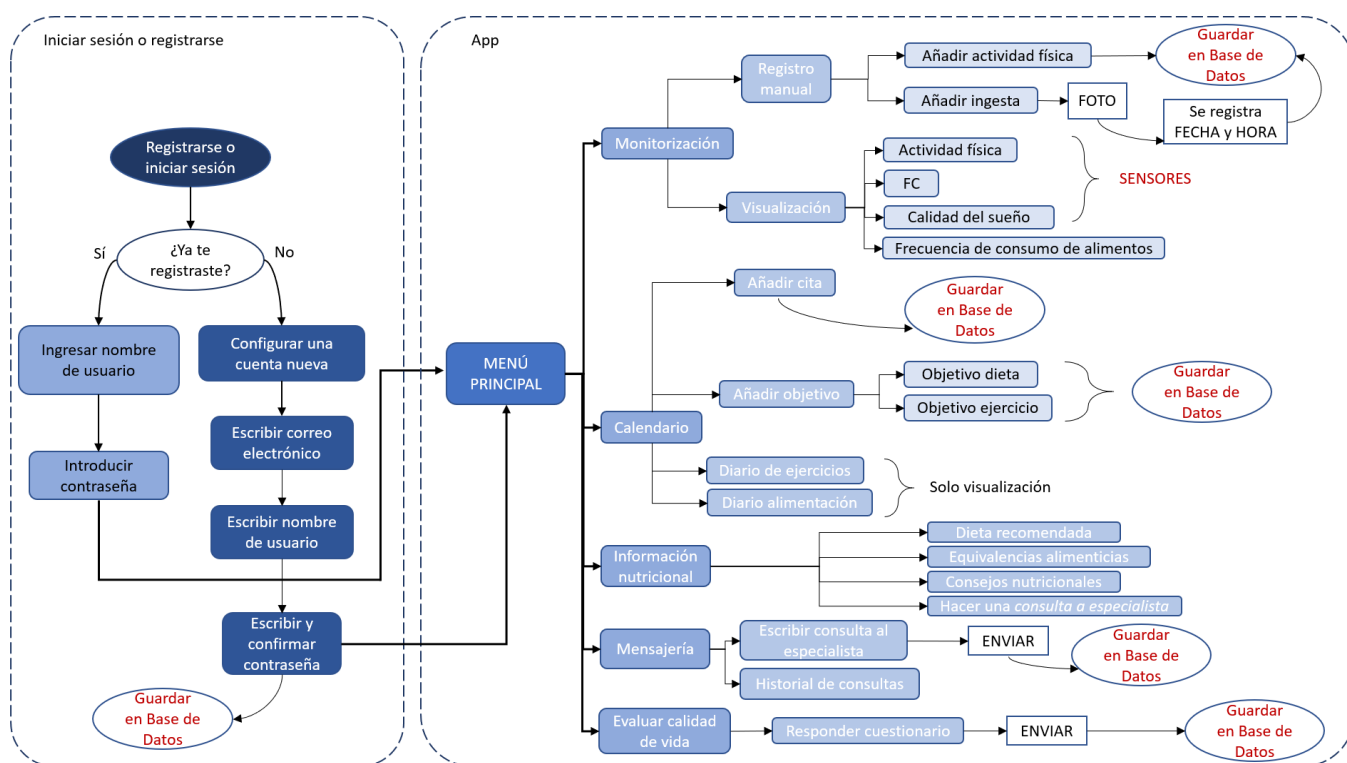 Iniciar sesión o registrarse
Registrarse o
iniciar sesión
¿Ya te
registraste?
Sí
No
Ingresar nombre
de usuario
Introducir
contraseña
Configurar una
cuenta nueva
Escribir correo
electrónico
Escribir nombre
de usuario
Escribir y
confirmar
contraseña
Guardar
en Base de
Datos
App
MENÚ
PRINCIPAL
Monitorización
Registro
manual
Añadir actividad física
Guardar
en Base de
Datos
Añadir ingesta
FOTO
Se registra
FECHA y HORA
Visualización
Actividad física
FC
Calidad del sueño
SENSORES
Frecuencia de consumo de alimentos
Calendario
Añadir cita
Guardar
en Base de
Datos
Añadir objetivo
Objetivo dieta
Objetivo ejercicio
Guardar
en Base de
Datos
Diario de ejercicios
Diario alimentación
Solo visualización
Información
nutricional
Dieta recomendada
Equivalencias alimenticias
Consejos nutricionales
Hacer una consulta a especialista
Mensajería
Escribir consulta al
especialista
ENVIAR
Guardar
en Base de
Datos
Historial de consultas
Evaluar calidad
de vida
Responder cuestionario
ENVIAR
Guardar
en Base de
Datos